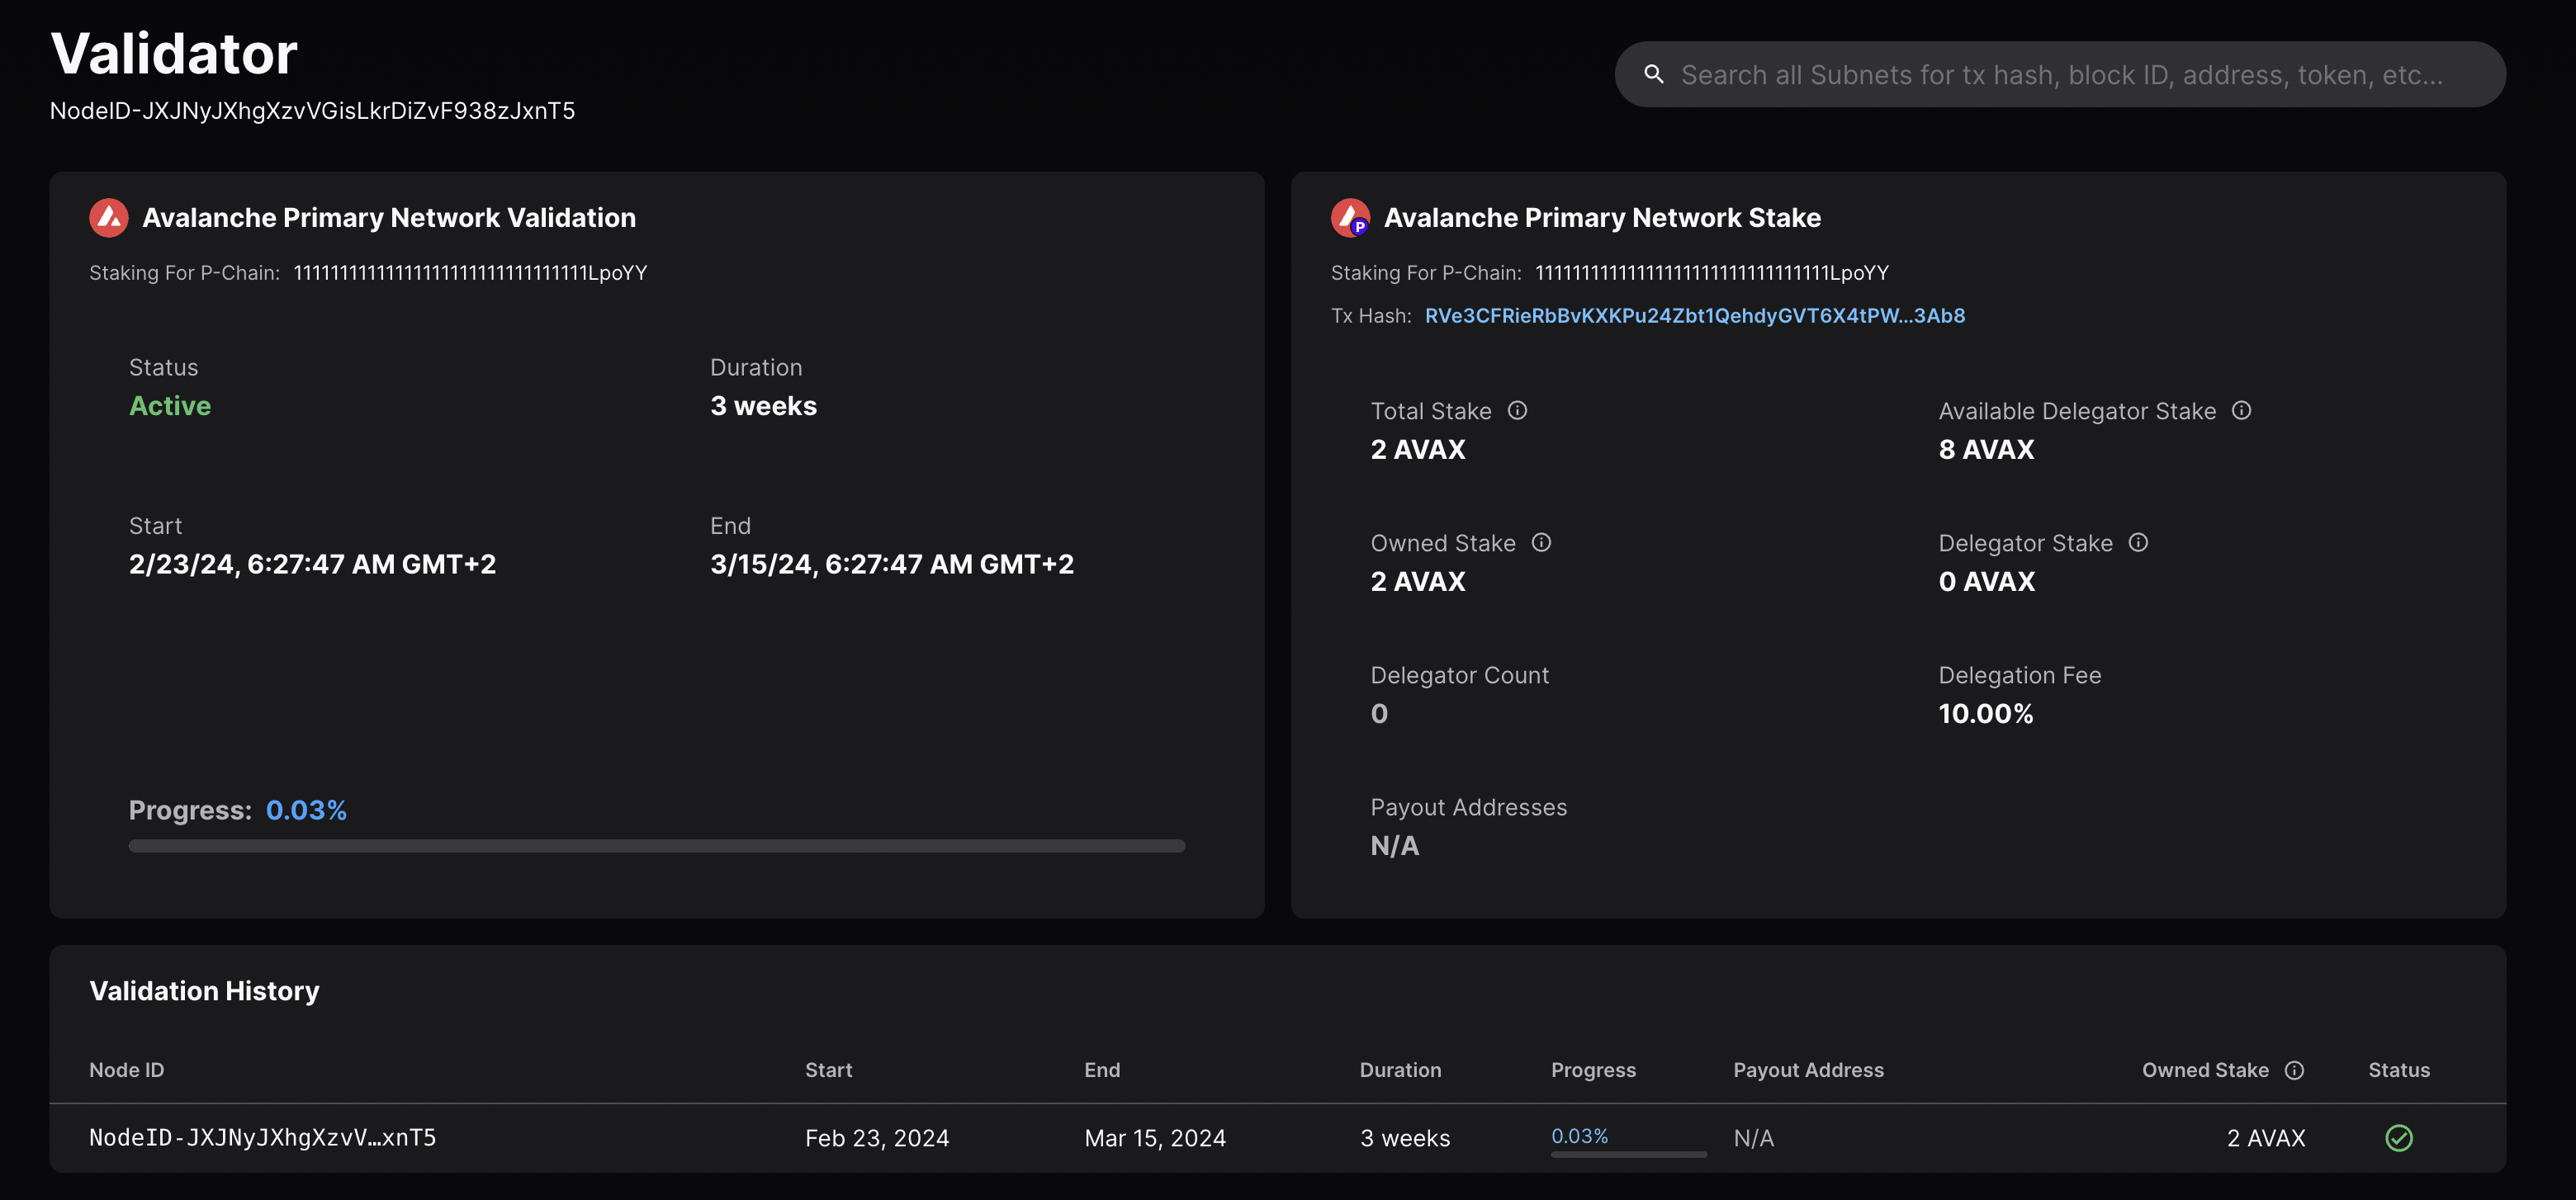 Validator
NodeID-JXJNyJXhgXzvVGisLkrDiZvF938zJxnT5
Search all Subnets for tx hash, block ID, address, token, etc...
Avalanche Primary Network Validation
Staking For P-Chain: 11111111111111111111111111111111LpoYY
Status
Active
Duration
3 weeks
Start
2/23/24, 6:27:47 AM GMT+2
End
3/15/24, 6:27:47 AM GMT+2
Progress: 0.03%
P
Avalanche Primary Network Stake
Staking For P-Chain: 11111111111111111111111111111111LpoYY
Tx Hash: RVe3CFRieRbBvKXKPu24Zbt1QehdyGVT6X4tPW...3Ab8
Total Stake
2 AVAX
Available Delegator Stake
8 AVAX
Owned Stake
2 AVAX
Delegator Stake
0 AVAX
Delegator Count
0
Delegation Fee
10.00%
Payout Addresses
N/A
Validation History
Node ID Start End Duration Progress Payout Address Owned Stake Status
NodeID-JXJNyJXhgXzvV…xnT5 Feb 23, 2024 Mar 15, 2024 3 weeks 0.03% N/A 2 AVAX